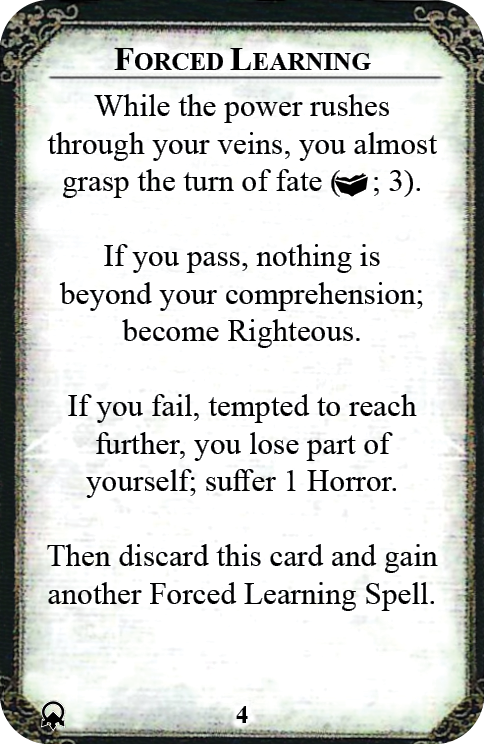 FORCED LEARNING
While the power rushes
through your veins, you almost
grasp the turn of fate ( ; 3).
If you pass, nothing is
beyond your comprehension;
become Righteous.
If you fail, tempted to reach
further, you lose part of
yourself; suffer 1 Horror.
Then discard this card and gain
another Forced Learning Spell.
4